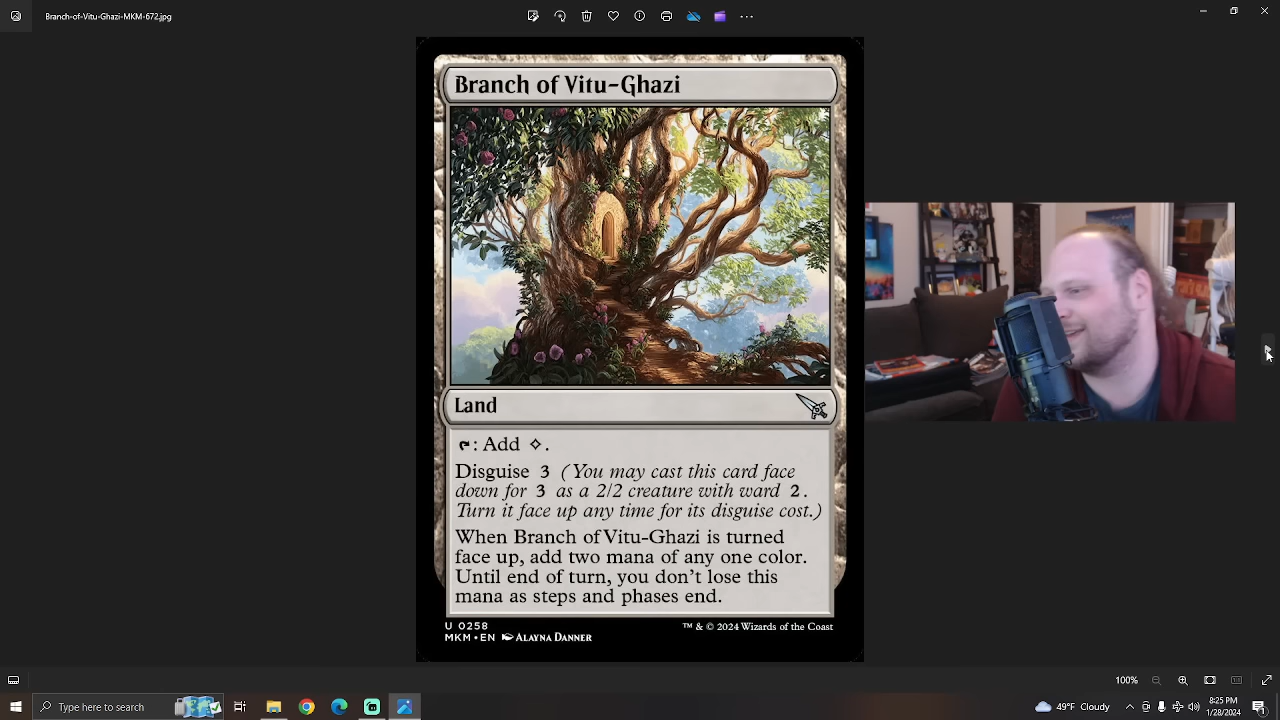 Branch-of-Vitu-Ghazi-MKM-672.jpg
Branch of Vitu-Ghazi
Land
: Add .
Disguise 3 (You may cast this card face
down for 3 as a 2/2 creature with ward 2.
Turn it face up any time for its disguise cost.)
When Branch of Vitu-Ghazi is turned
face up, add two mana of any one color.
Until end of turn, you don't lose this
mana as steps and phases end.
U 0258
MKM • EN ALAYNA DANNER
™ & © 2024 Wizards of the Coast
100%
Type here to search
49°F Cloudy
8:25 PM
1/28/2024